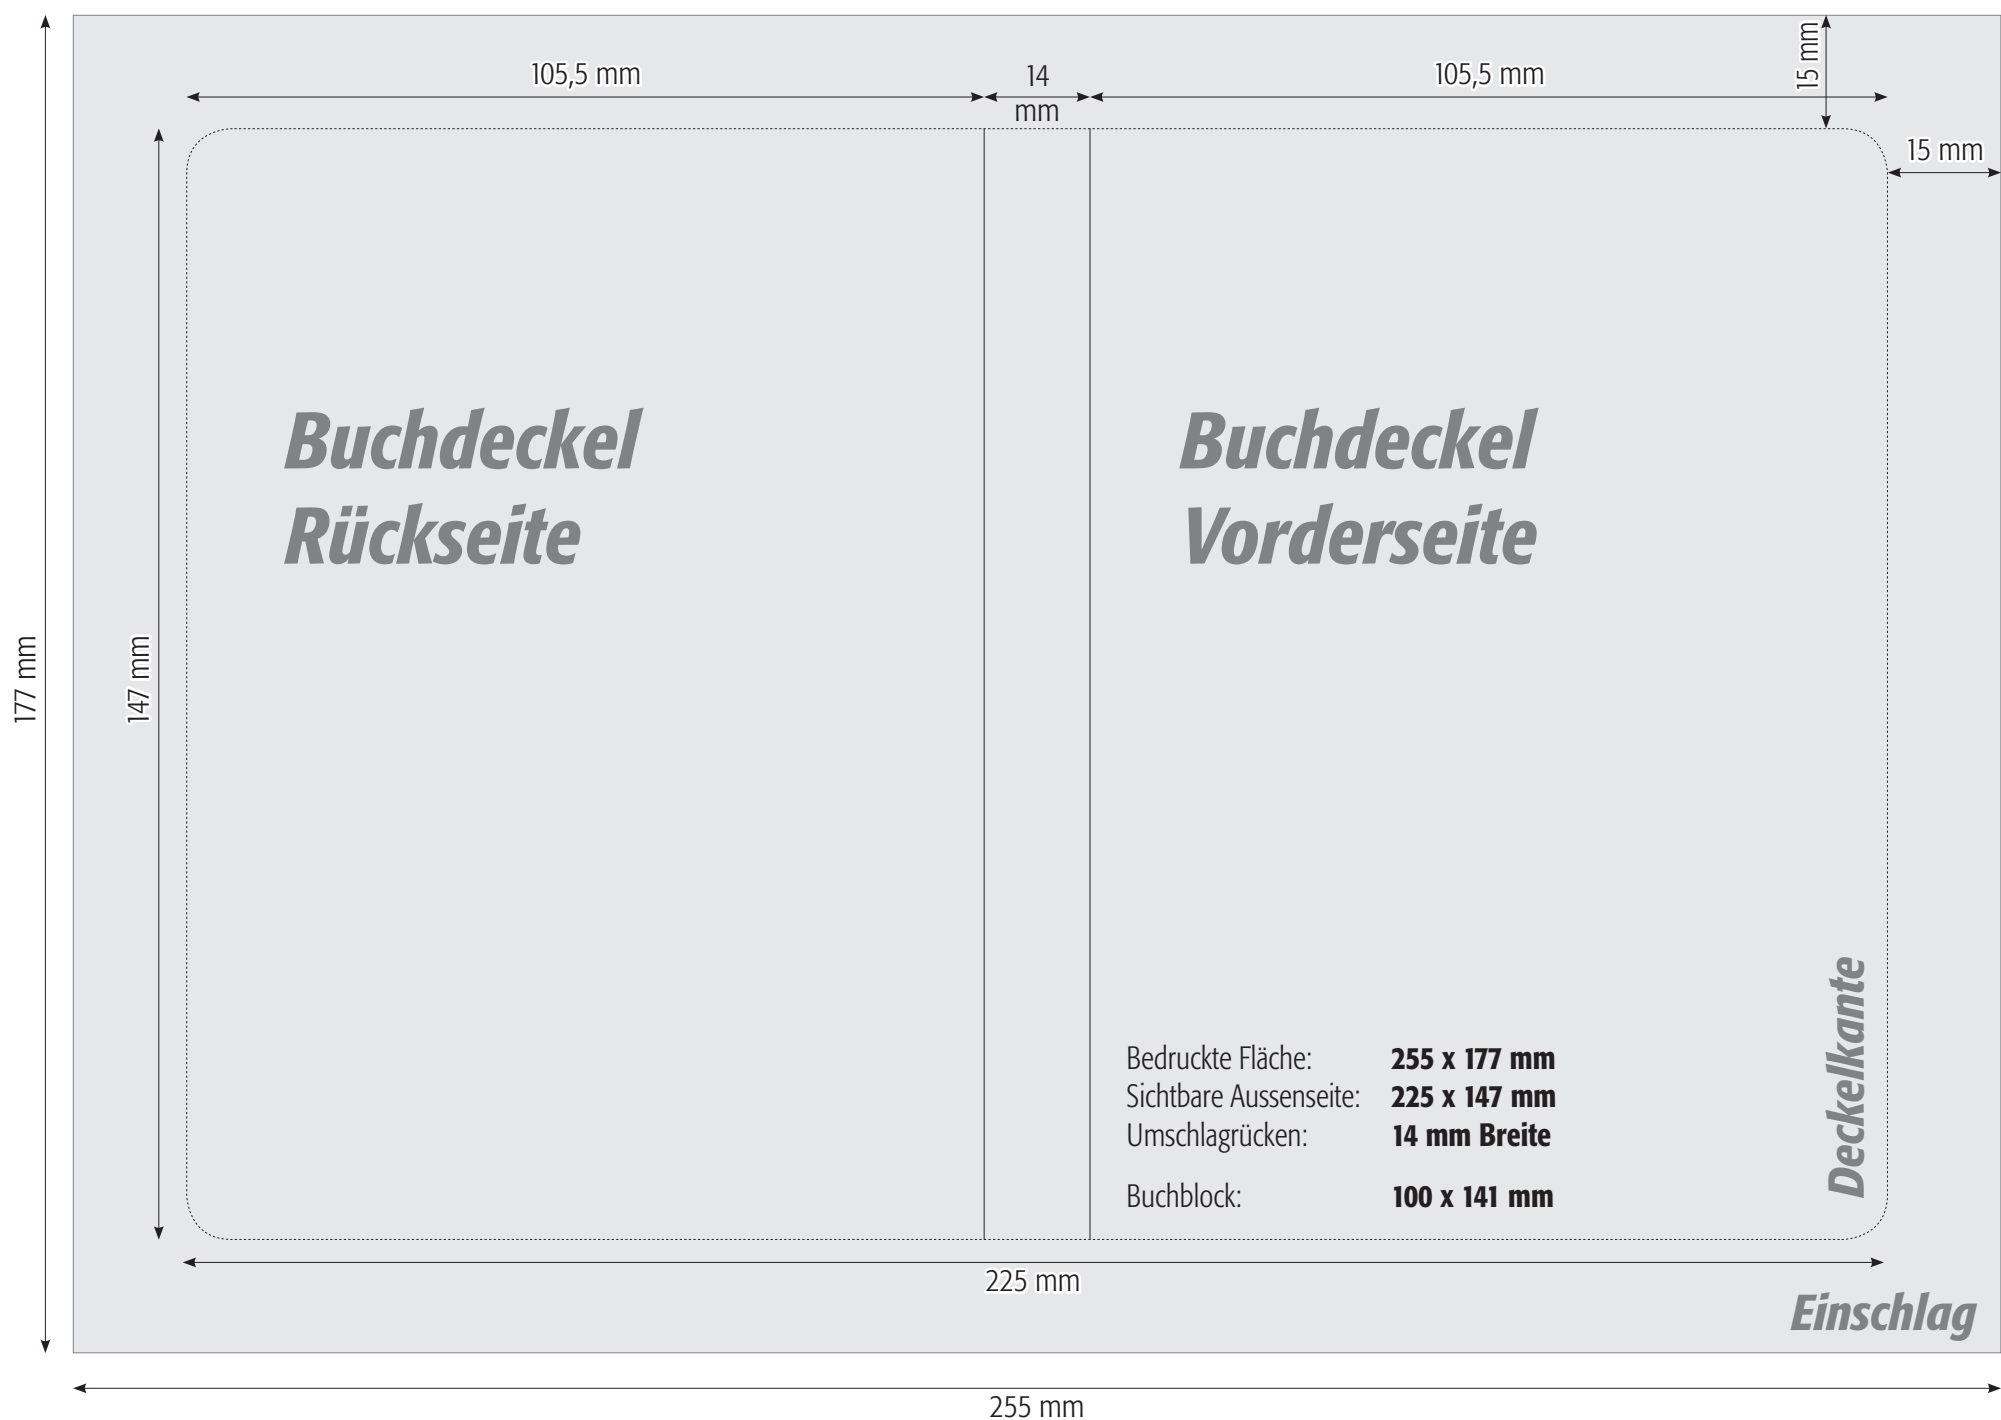 105,5 mm
14
mm
105,5 mm
15 mm
15 mm
177 mm
147 mm
Buchdeckel
Rückseite
Buchdeckel
Vorderseite
Bedruckte Fläche: 255 x 177 mm
Sichtbare Aussenseite: 225 x 147 mm
Umschlagrücken: 14 mm Breite
Buchblock: 100 x 141 mm
Deckelkante
225 mm
Einschlag
255 mm